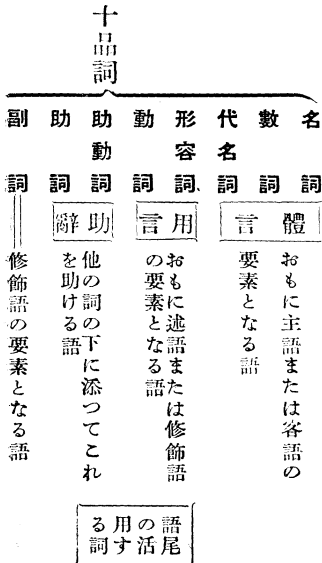 十品詞
名詞
數詞
代名詞
形容詞、
動詞
助動詞
助詞
副詞
體言
用言
助辭
おもに主語または客語の
要素となる語
おもに述語または修飾語
の要素となる語
他の詞の下に添つてこれ
を助ける語
修飾語の要素となる語
語尾
の活
用す
る詞